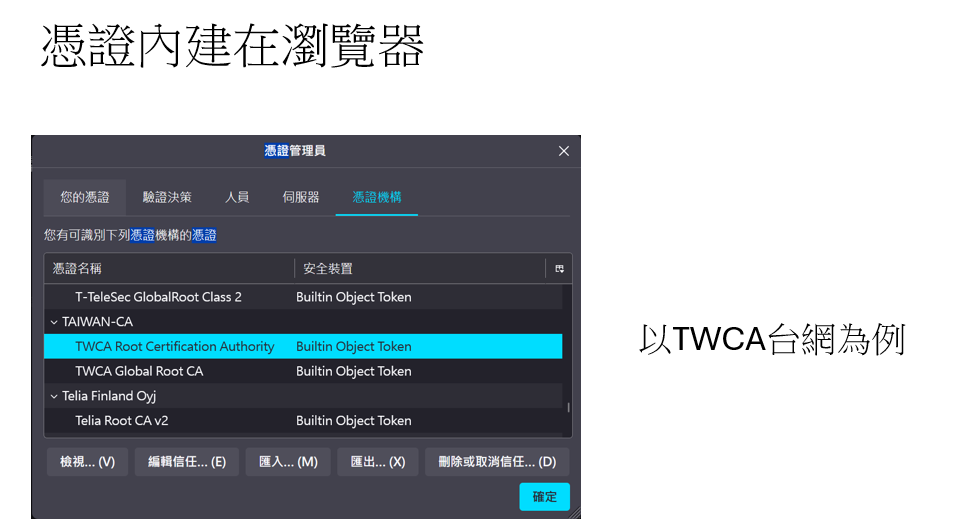 憑證內建在瀏覽器
憑證管理員
您的憑證 驗證決策 人員 伺服器 憑證機構
您有可識別下列憑證機構的憑證
憑證名稱 安全裝置
T-TeleSec GlobalRoot Class 2 Builtin Object Token
TAIWAN-CA
TWCA Root Certification Authority Builtin Object Token
TWCA Global Root CA Builtin Object Token
Telia Finland Oyj
Telia Root CA v2 Builtin Object Token
檢視... (V) 編輯信任... (E) 匯入... (M) 匯出... (X) 刪除或取消信任... (D)
確定
以TWCA台網為例